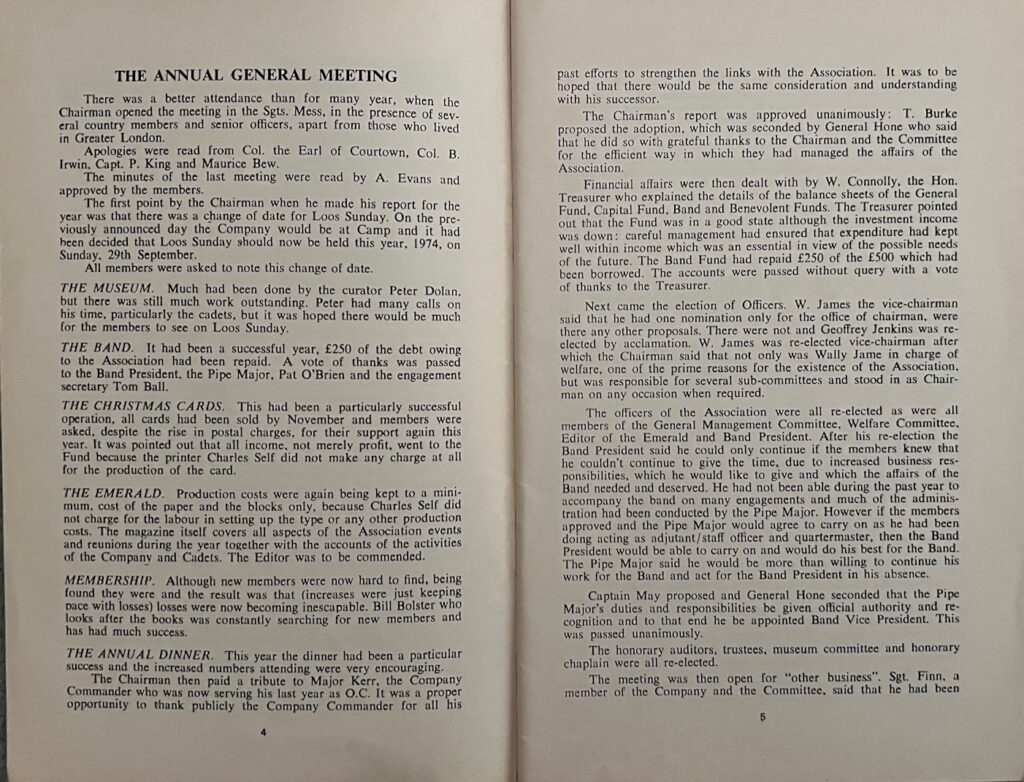 THE ANNUAL GENERAL MEETING
There was a better attendance than for many year, when the
Chairman opened the meeting in the Sgts. Mess, in the presence of sev-
eral country members and senior officers, apart from those who lived
in Greater London.
Apologies were read from Col. the Earl of Courtown, Col. B.
Irwin, Capt. P. King and Maurice Bew.
The minutes of the last meeting were read by A. Evans and
approved by the members.
The first point by the Chairman when he made his report for the
year was that there was a change of date for Loos Sunday. On the pre-
viously announced day the Company would be at Camp and it had
been decided that Loos Sunday should now be held this year, 1974, on
Sunday, 29th September.
All members were asked to note this change of date.
THE MUSEUM. Much had been done by the curator Peter Dolan,
but there was still much work outstanding. Peter had many calls on
his time, particularly the cadets, but it was hoped there would be much
for the members to see on Loos Sunday.
THE BAND. It had been a successful year, £250 of the debt owing
to the Association had been repaid. A vote of thanks was passed
to the Band President, the Pipe Major, Pat O'Brien and the engagement
secretary Tom Ball.
THE CHRISTMAS CARDS. This had been a particularly successful
operation, all cards had been sold by November and members were
asked, despite the rise in postal charges, for their support again this
year. It was pointed out that all income, not merely profit, went to the
Fund because the printer Charles Self did not make any charge at all
for the production of the card.
THE EMERALD. Production costs were again being kept to a mini-
mum, cost of the paper and the blocks only, because Charles Self did
not charge for the labour in setting up the type or any other production
costs. The magazine itself covers all aspects of the Association events
and reunions during the year together with the accounts of the activities
of the Company and Cadets. The Editor was to be commended.
MEMBERSHIP. Although new members were now hard to find, being
found they were and the result was that (increases were just keeping
pace with losses) losses were now becoming inescapable. Bill Bolster who
looks after the books was constantly searching for new members and
has had much success.
THE ANNUAL DINNER. This year the dinner had been a particular
success and the increased numbers attending were very encouraging.
The Chairman then paid a tribute to Major Kerr, the Company
Commander who was now serving his last year as O.C. It was a proper
opportunity to thank publicly the Company Commander for all his
4
past efforts to strengthen the links with the Association. It was to be
hoped that there would be the same consideration and understanding
with his successor.
The Chairman's report was approved unanimously: T. Burke
proposed the adoption, which was seconded by General Hone who said
that he did so with grateful thanks to the Chairman and the Committee
for the efficient way in which they had managed the affairs of the
Association.
Financial affairs were then dealt with by W. Connolly, the Hon.
Treasurer who explained the details of the balance sheets of the General
Fund, Capital Fund, Band and Benevolent Funds. The Treasurer pointed
out that the Fund was in a good state although the investment income
was down: careful management had ensured that expenditure had kept
well within income which was an essential in view of the possible needs
of the future. The Band Fund had repaid £250 of the £500 which had
been borrowed. The accounts were passed without query with a vote
of thanks to the Treasurer.
Next came the election of Officers. W. James the vice-chairman
said that he had one nomination only for the office of chairman, were
there any other proposals. There were not and Geoffrey Jenkins was re-
elected by acclamation. W. James was re-elected vice-chairman after
which the Chairman said that not only was Wally Jame in charge of
welfare, one of the prime reasons for the existence of the Association,
but was responsible for several sub-committees and stood in as Chair-
man on any occasion when required.
The officers of the Association were all re-elected as were all
members of the General Management Committee, Welfare Committee,
Editor of the Emerald and Band President. After his re-election the
Band President said he could only continue if the members knew that
he couldn't continue to give the time, due to increased business res-
ponsibilities, which he would like to give and which the affairs of the
Band needed and deserved. He had not been able during the past year to
accompany the band on many engagements and much of the adminis-
tration had been conducted by the Pipe Major. However if the members
approved and the Pipe Major would agree to carry on as he had been
doing acting as adjutant/staff officer and quartermaster, then the Band
President would be able to carry on and would do his best for the Band.
The Pipe Major said he would be more than willing to continue his
work for the Band and act for the Band President in his absence.
Captain May proposed and General Hone seconded that the Pipe
Major's duties and responsibilities be given official authority and re-
cognition and to that end he be appointed Band Vice President. This
was passed unanimously.
The honorary auditors, trustees, museum committee and honorary
chaplain were all re-elected.
The meeting was then open for "other business". Sgt. Finn, a
member of the Company and the Committee, said that he had been
5